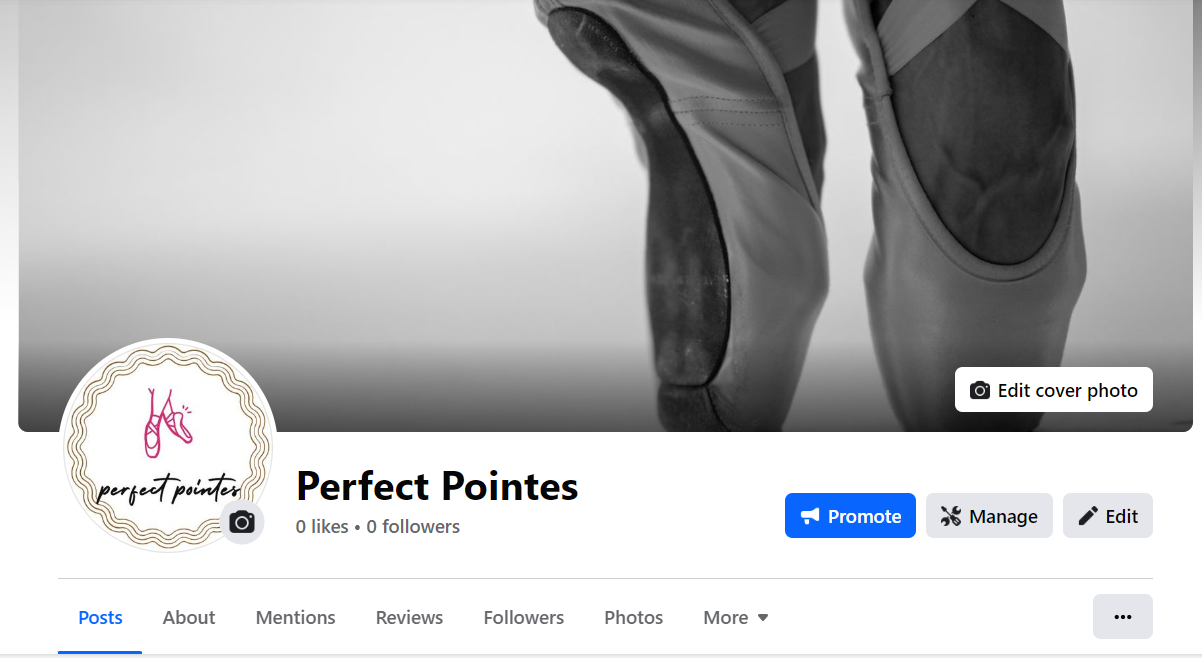 Edit cover photo
perfect pointes
Perfect Pointes
0 likes • 0 followers
Promote
Manage
Edit
Posts
About
Mentions
Reviews
Followers
Photos
More